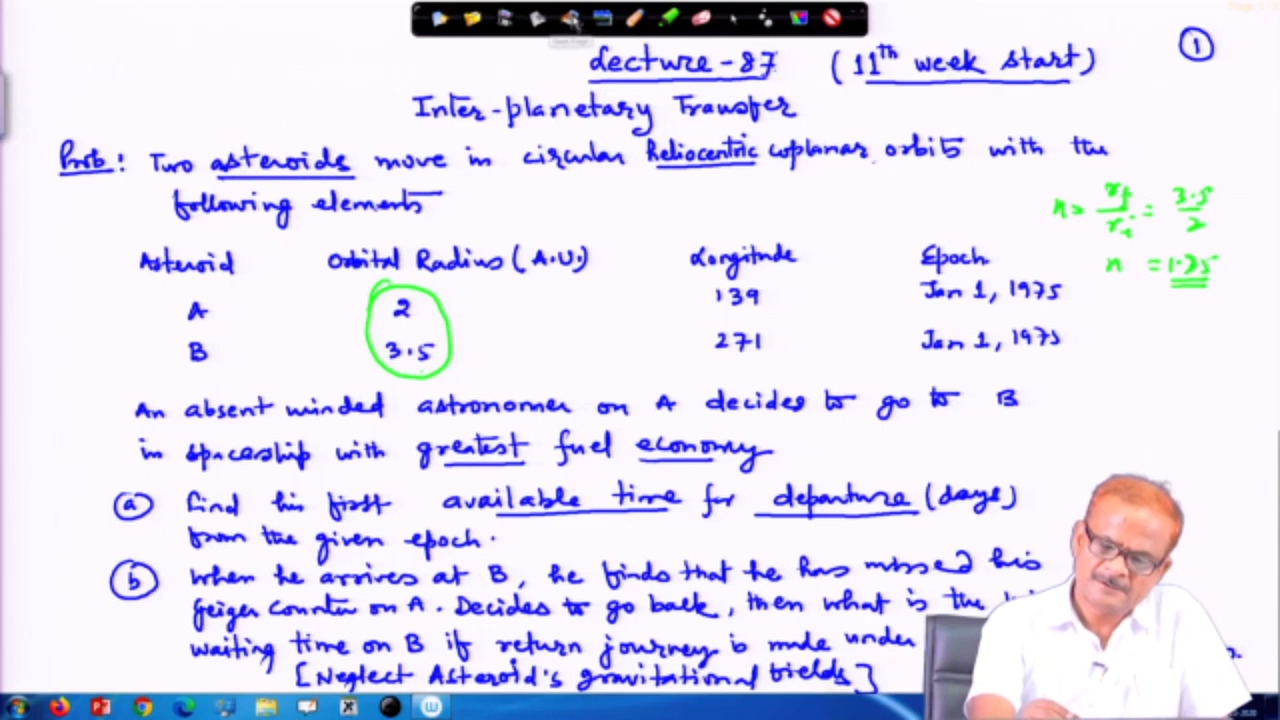 Lecture-87 (11th week start) 1
Inter-planetary Transfer
Prob: Two asteroids move in circular Heliocentric coplanar orbits with the
following elements
n = rf/ri = 3.5/2
n = 1.75
Asteroid Orbital Radius (A.U.) Longitude Epoch
A 2 139 Jan 1, 1975
B 3.5 271 Jan 1, 1975
An absent minded astronomer on A decides to go to B
in spaceship with greatest fuel economy
(a) Find his first available time for departure (days)
from the given epoch.
(b) When he arrives at B, he finds that he has missed his
geiger counter on A. Decides to go back, then what is the
waiting time on B if return journey is made under
[Neglect Asteroid's gravitational fields]